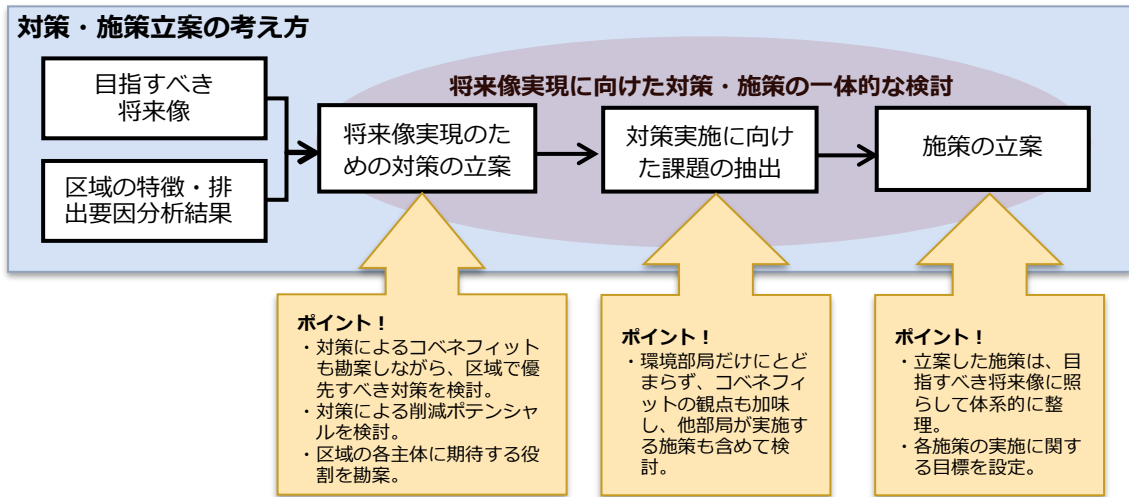 対策・施策立案の考え方
目指すべき
将来像
区域の特徴・排
出要因分析結果
将来像実現に向けた対策・施策の一体的な検討
将来像実現のた
めの対策の立案
対策実施に向け
た課題の抽出
施策の立案
ポイント！
・対策によるコベネフィット
も勘案しながら、区域で優
先すべき対策を検討。
・対策による削減ポテンシャ
ルを検討。
・区域の各主体に期待する役
割を勘案。
ポイント！
・環境部局だけにとど
まらず、コベネフィ
ットの観点も加味
し、他部局が実施す
る施策も含めて検
討。
ポイント！
・立案した施策は、目
指すべき将来像に照
らして体系的に整
理。
・各施策の実施に関す
る目標を設定。